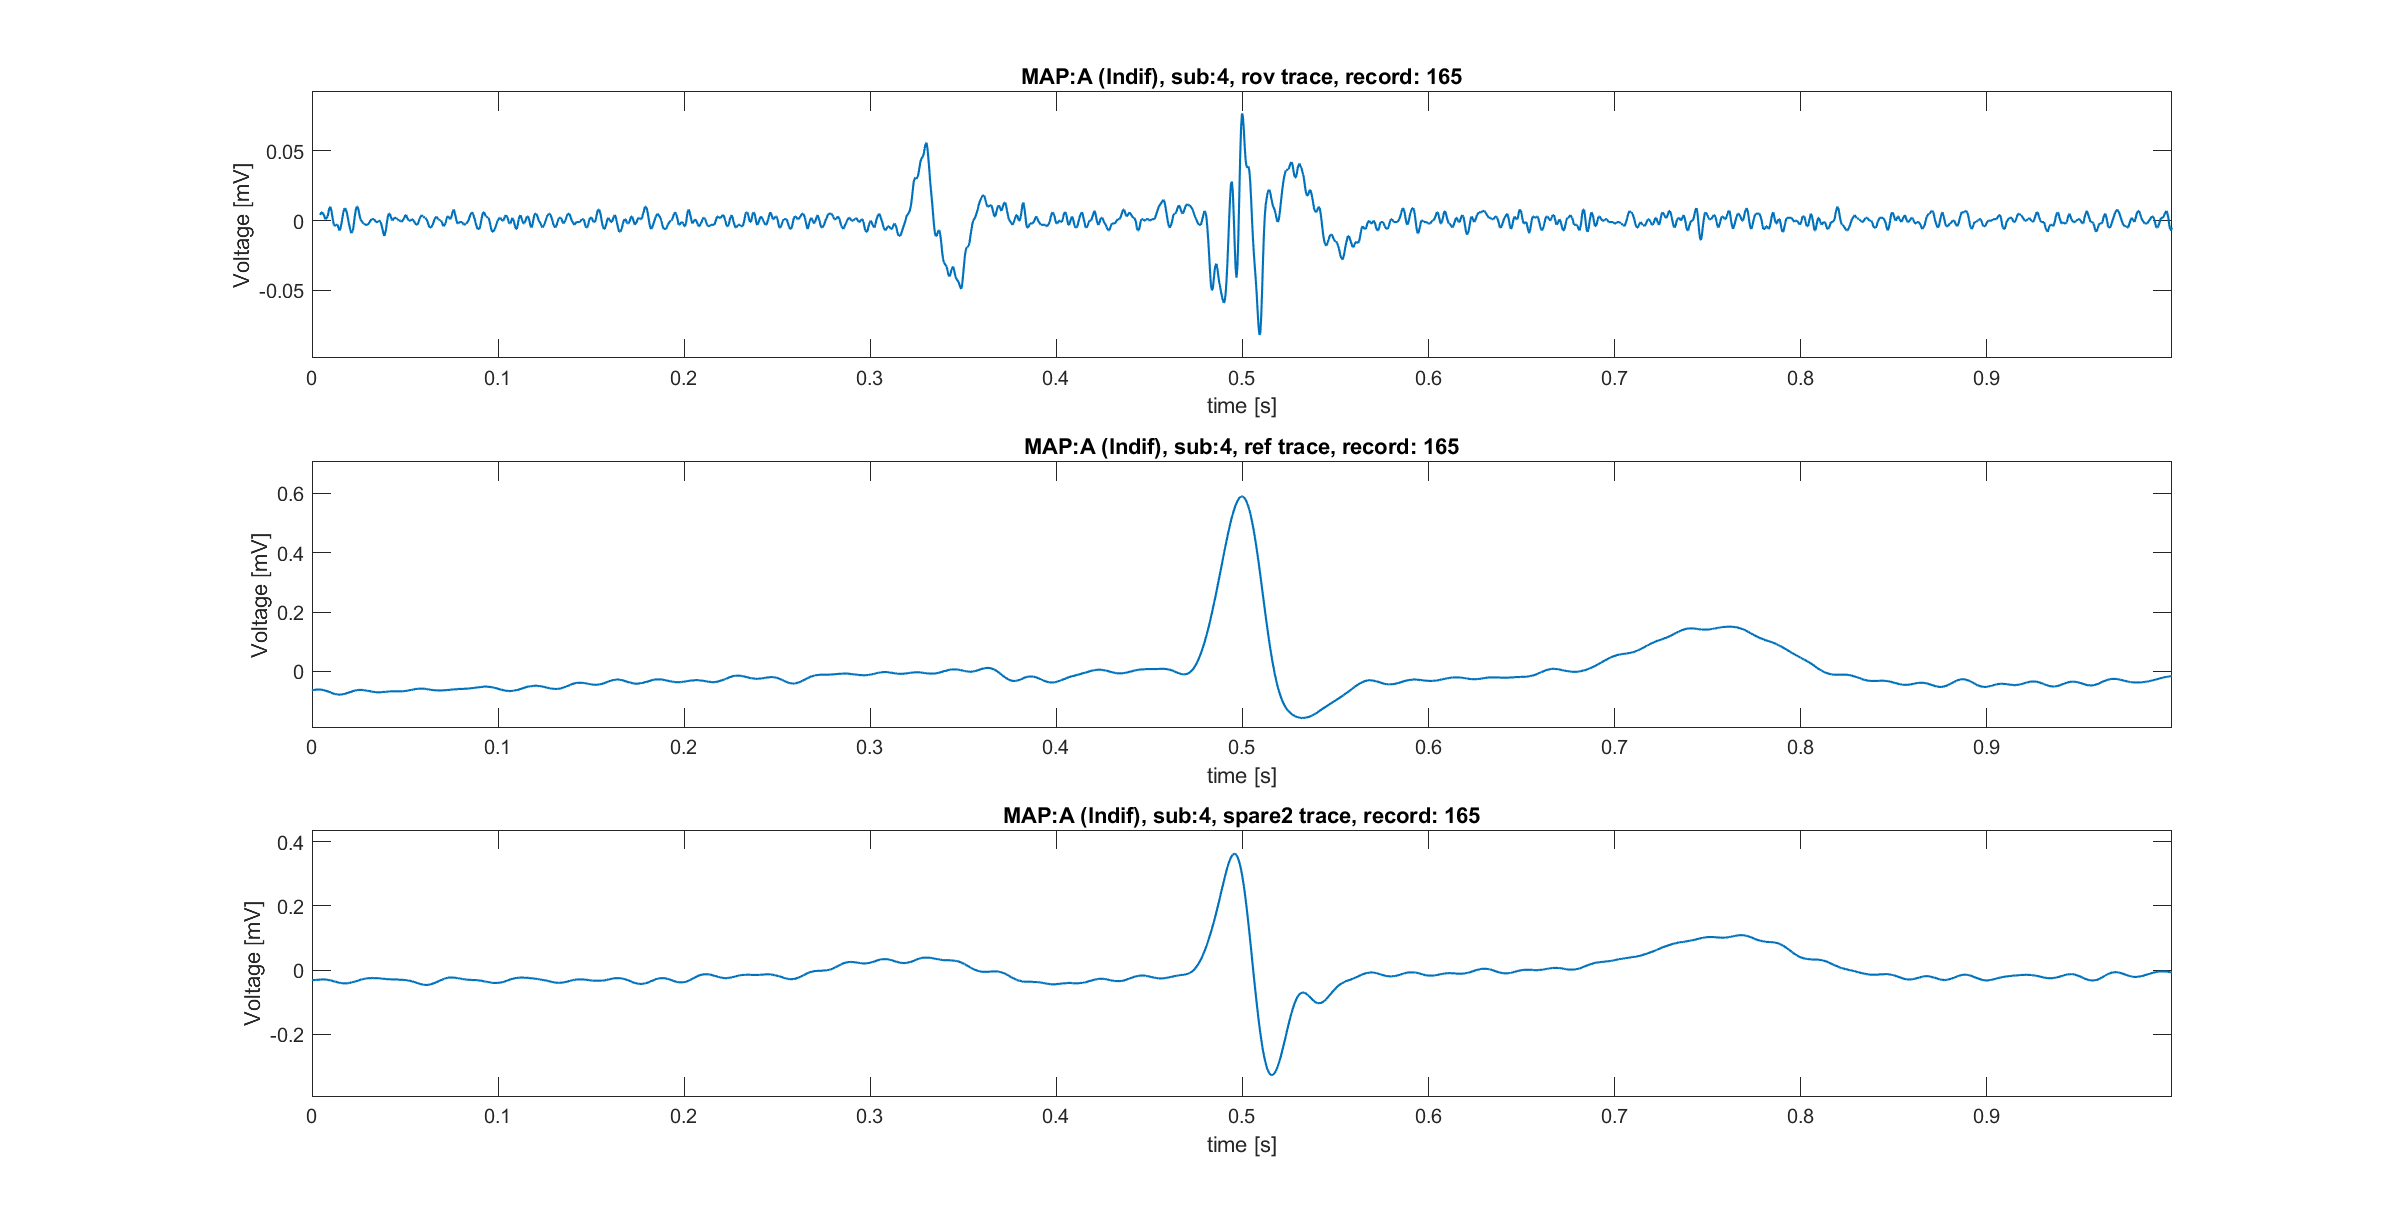 MAP:A (Indif), sub:4, rov trace, record: 165
Voltage [mV]
0.05
0
-0.05
0 0.1 0.2 0.3 0.4 0.5 0.6 0.7 0.8 0.9
time [s]
MAP:A (Indif), sub:4, ref trace, record: 165
Voltage [mV]
0.6
0.4
0.2
0
0 0.1 0.2 0.3 0.4 0.5 0.6 0.7 0.8 0.9
time [s]
MAP:A (Indif), sub:4, spare2 trace, record: 165
Voltage [mV]
0.4
0.2
0
-0.2
0 0.1 0.2 0.3 0.4 0.5 0.6 0.7 0.8 0.9
time [s]